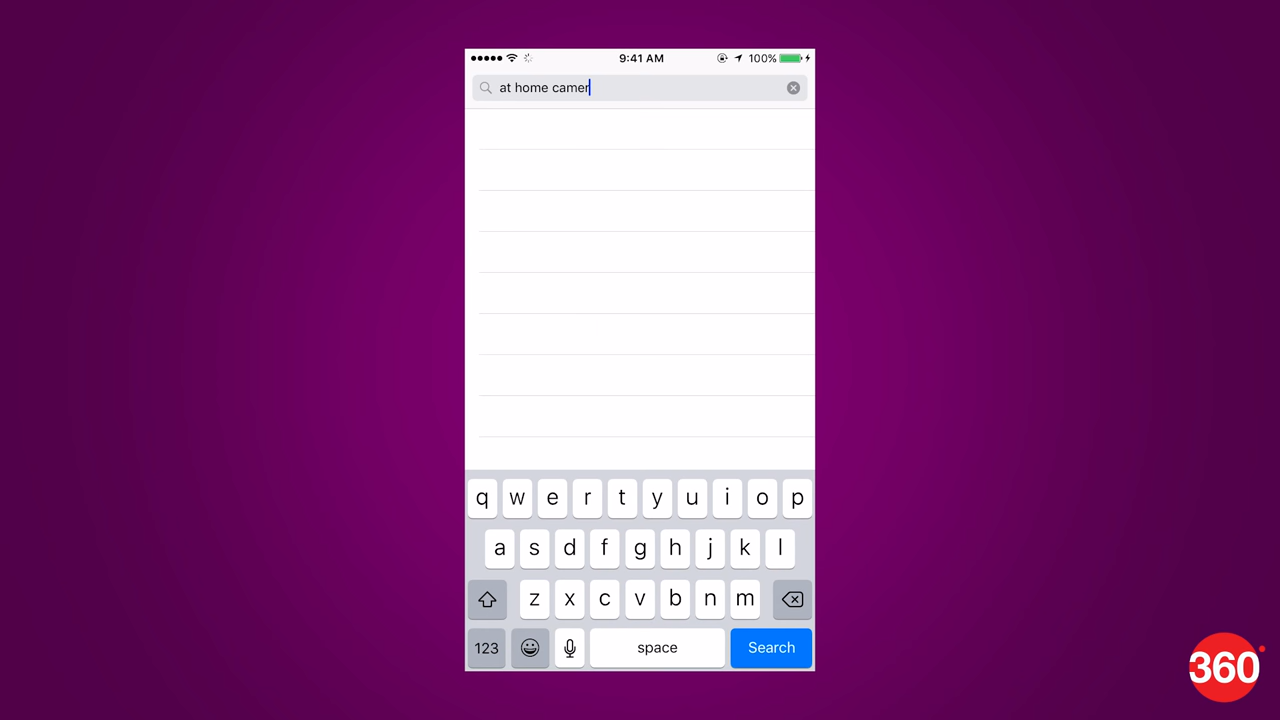 9:41 AM
100%
at home camer
q w e r t y u i o p
a s d f g h j k l
z x c v b n m
123 space Search
360